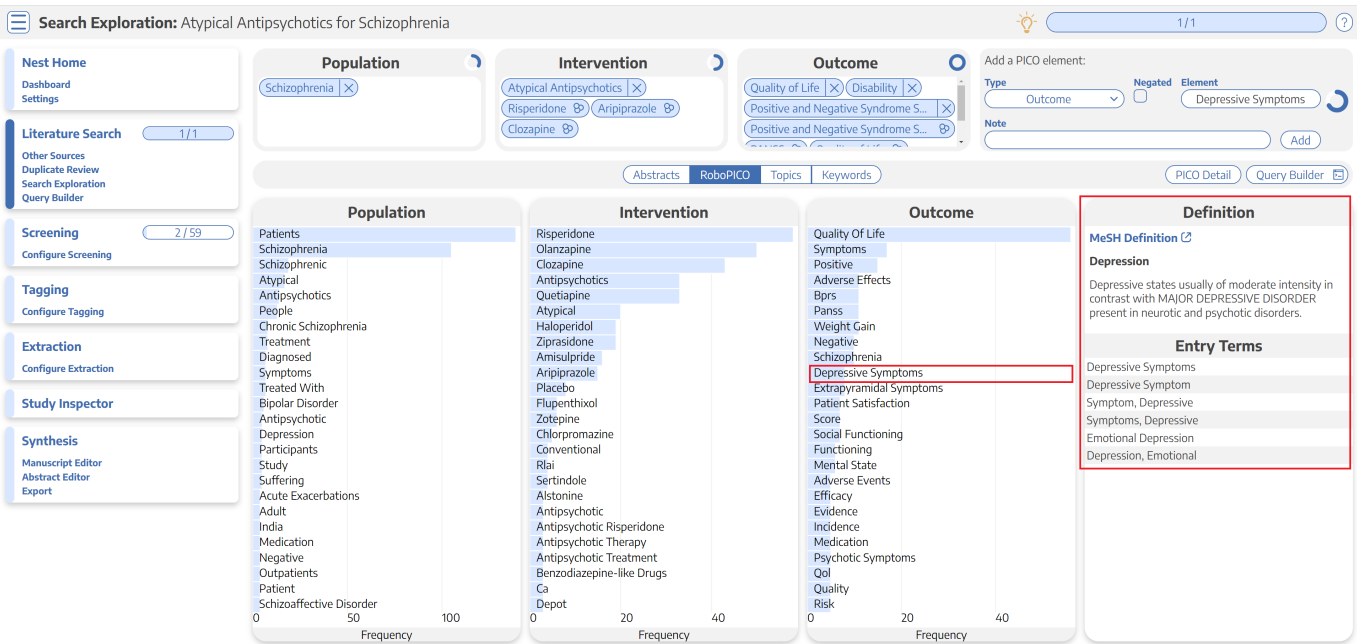 Search Exploration: Atypical Antipsychotics for Schizophrenia
1/1
?
Nest Home
Dashboard
Settings
Literature Search
1/1
Other Sources
Duplicate Review
Search Exploration
Query Builder
Screening
2/59
Configure Screening
Tagging
Configure Tagging
Extraction
Configure Extraction
Study Inspector
Synthesis
Manuscript Editor
Abstract Editor
Export
Population
Schizophrenia
Intervention
Atypical Antipsychotics
Risperidone
Aripiprazole
Clozapine
Outcome
Quality of Life
Disability
Positive and Negative Syndrome S...
Positive and Negative Syndrome S...
Add a PICO element:
Type
Negated
Element
Outcome
Depressive Symptoms
Note
Add
Abstracts
RoboPICO
Topics
Keywords
PICO Detail
Query Builder
Population
Patients
Schizophrenia
Schizophrenic
Atypical
Antipsychotics
People
Chronic Schizophrenia
Treatment
Diagnosed
Symptoms
Treated With
Bipolar Disorder
Antipsychotic
Depression
Participants
Study
Suffering
Acute Exacerbations
Adult
India
Medication
Negative
Outpatients
Patient
Schizoaffective Disorder
0 50 100
Frequency
Intervention
Risperidone
Olanzapine
Clozapine
Antipsychotics
Quetiapine
Atypical
Haloperidol
Ziprasidone
Amisulpride
Aripiprazole
Placebo
Flupenthixol
Zotepine
Chlorpromazine
Conventional
Rlai
Sertindole
Alstonine
Antipsychotic
Antipsychotic Risperidone
Antipsychotic Therapy
Antipsychotic Treatment
Benzodiazepine-like Drugs
Ca
Depot
0 20 40
Frequency
Outcome
Quality Of Life
Symptoms
Positive
Adverse Effects
Bprs
Panss
Weight Gain
Negative
Schizophrenia
Depressive Symptoms
Extrapyramidal Symptoms
Patient Satisfaction
Score
Social Functioning
Functioning
Mental State
Adverse Events
Efficacy
Evidence
Incidence
Medication
Psychotic Symptoms
Qol
Quality
Risk
0 20 40
Frequency
Definition
MeSH Definition
Depression
Depressive states usually of moderate intensity in
contrast with MAJOR DEPRESSIVE DISORDER
present in neurotic and psychotic disorders.
Entry Terms
Depressive Symptoms
Depressive Symptom
Symptom, Depressive
Symptoms, Depressive
Emotional Depression
Depression, Emotional